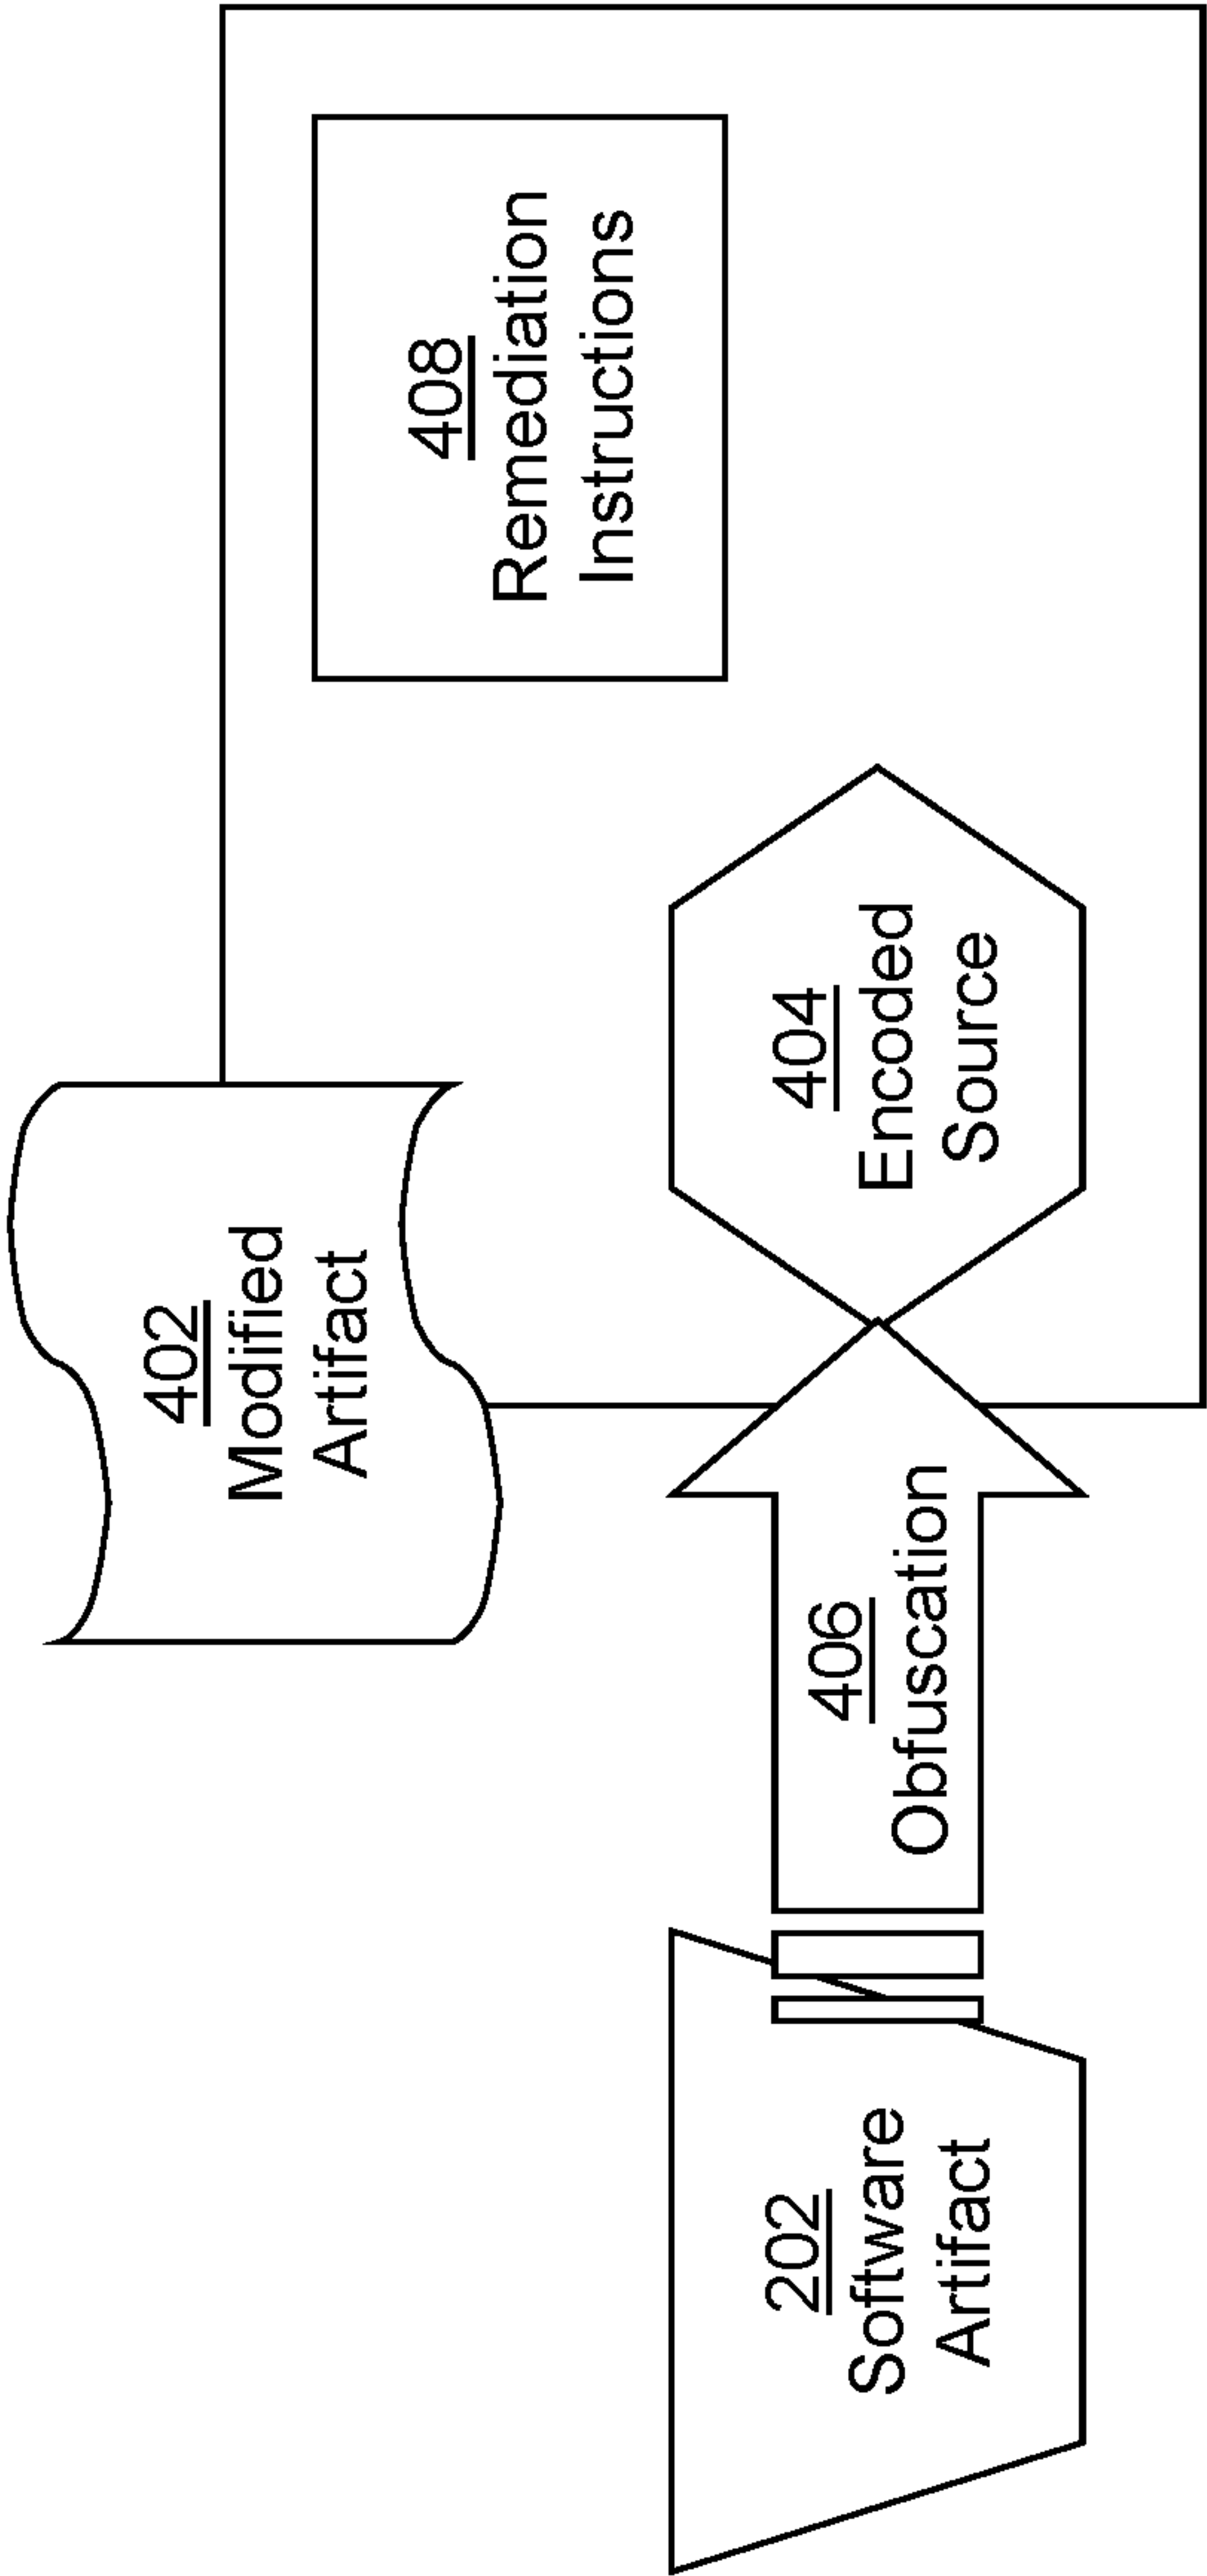 402
Modified
Artifact
408
Remediation
Instructions
202
Software
Artifact
406
Obfuscation
404
Encoded
Source